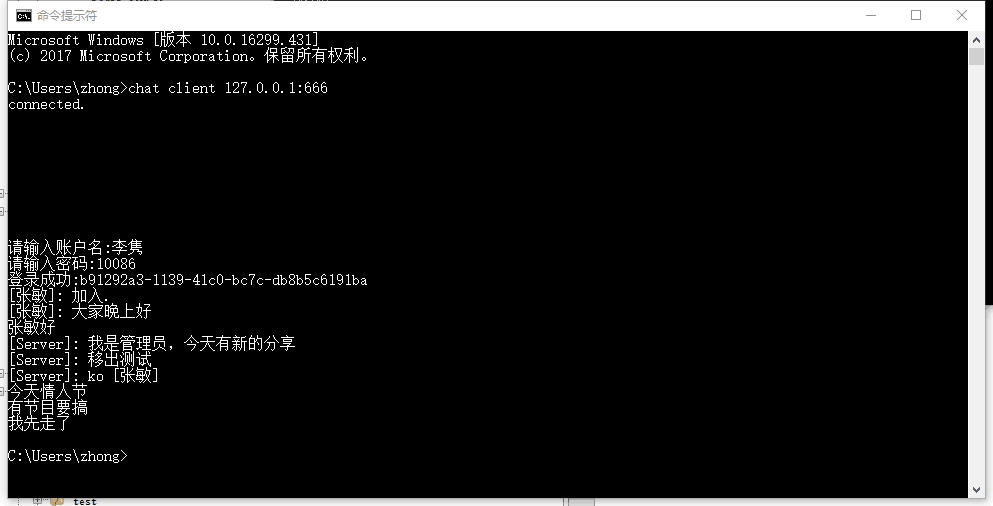 命令提示符
Microsoft Windows [版本 10.0.16299.431]
(c) 2017 Microsoft Corporation。保留所有权利。
C:\Users\zhong>chat client 127.0.0.1:666
connected.
请输入账户名:李隽
请输入密码:10086
登录成功:b91292a3-1139-41c0-bc7c-db8b5c6191ba
[张敏]: 加入.
[张敏]: 大家晚上好
张敏好
[Server]: 我是管理员，今天有新的分享
[Server]: 移出测试
[Server]: ko [张敏]
今天情人节
有节目要搞
我先走了
C:\Users\zhong>
test